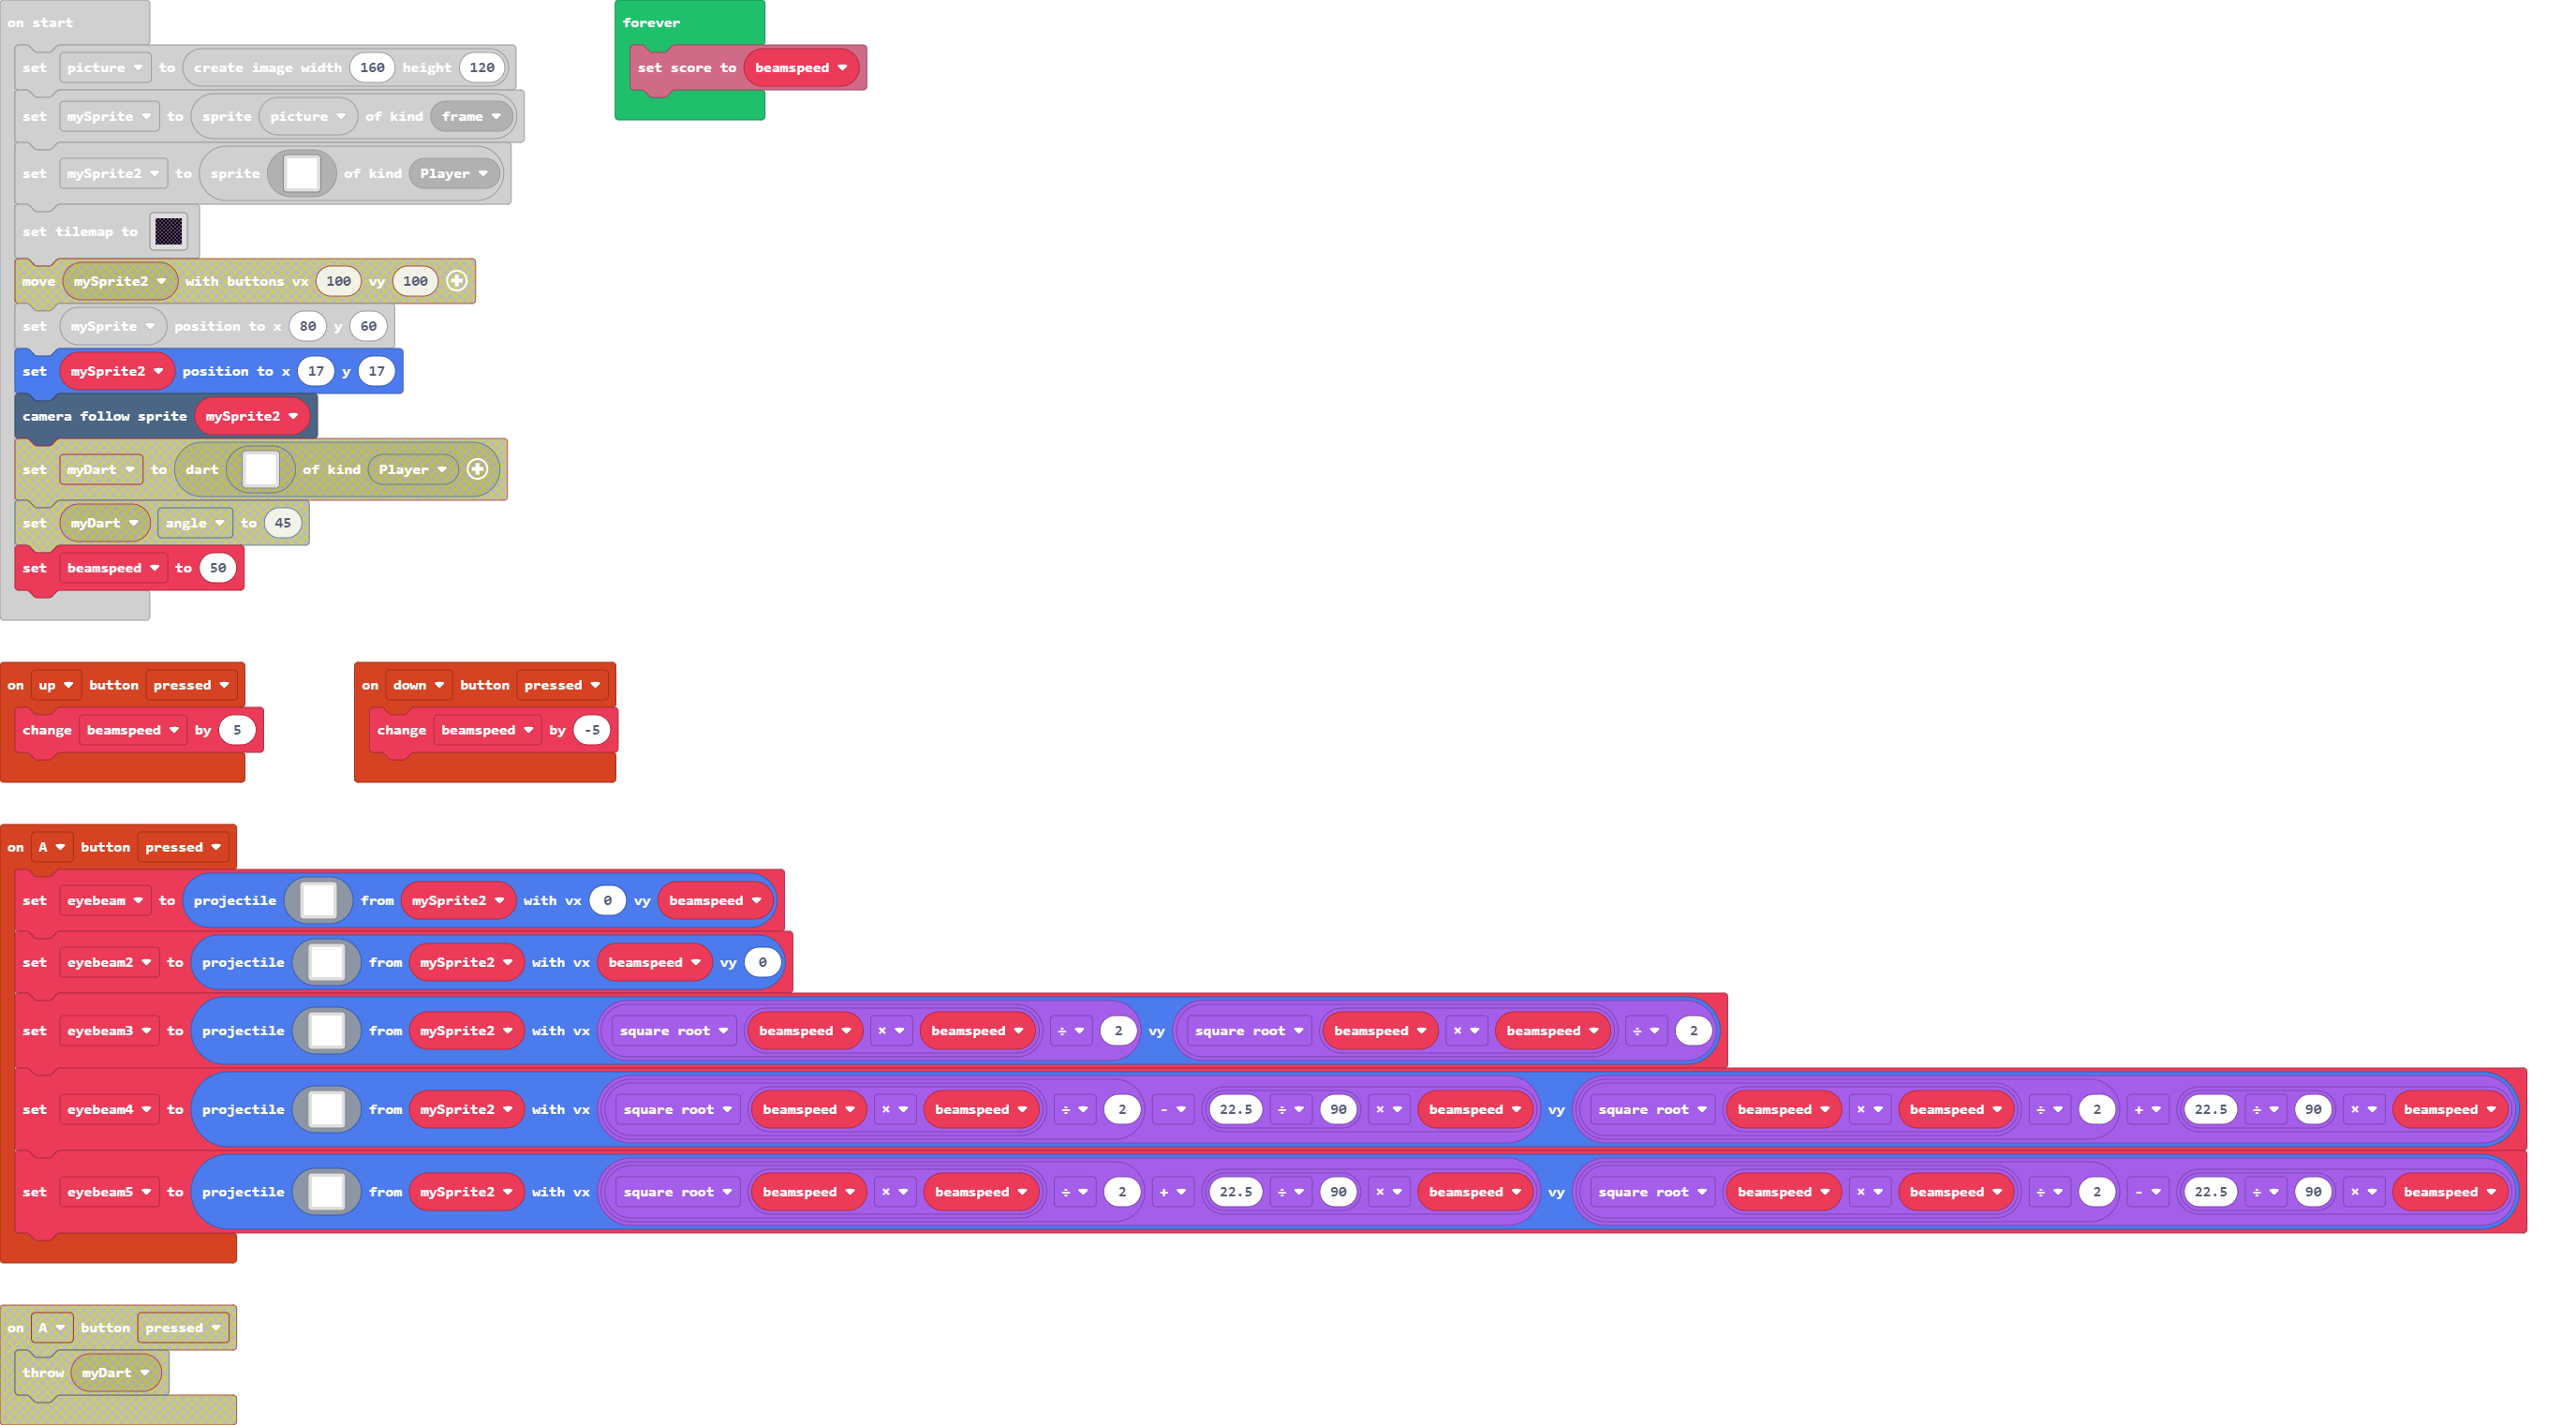 on start
set picture to create image width 160 height 120
set mySprite to sprite picture of kind frame
set mySprite2 to sprite of kind Player
set tilemap to
move mySprite2 with buttons vx 100 vy 100
set mySprite position to x 80 y 60
set mySprite2 position to x 17 y 17
camera follow sprite mySprite2
set myDart to dart of kind Player
set myDart angle to 45
set beamspeed to 50
forever
set score to beamspeed
on up button pressed
change beamspeed by 5
on down button pressed
change beamspeed by -5
on A button pressed
set eyebeam to projectile from mySprite2 with vx 0 vy beamspeed
set eyebeam2 to projectile from mySprite2 with vx beamspeed vy 0
set eyebeam3 to projectile from mySprite2 with vx square root beamspeed × beamspeed ÷ 2 vy square root beamspeed × beamspeed ÷ 2
set eyebeam4 to projectile from mySprite2 with vx square root beamspeed × beamspeed ÷ 2 - 22.5 ÷ 90 × beamspeed vy square root beamspeed × beamspeed ÷ 2 + 22.5 ÷ 90 × beamspeed
set eyebeam5 to projectile from mySprite2 with vx square root beamspeed × beamspeed ÷ 2 + 22.5 ÷ 90 × beamspeed vy square root beamspeed × beamspeed ÷ 2 - 22.5 ÷ 90 × beamspeed
on A button pressed
throw myDart